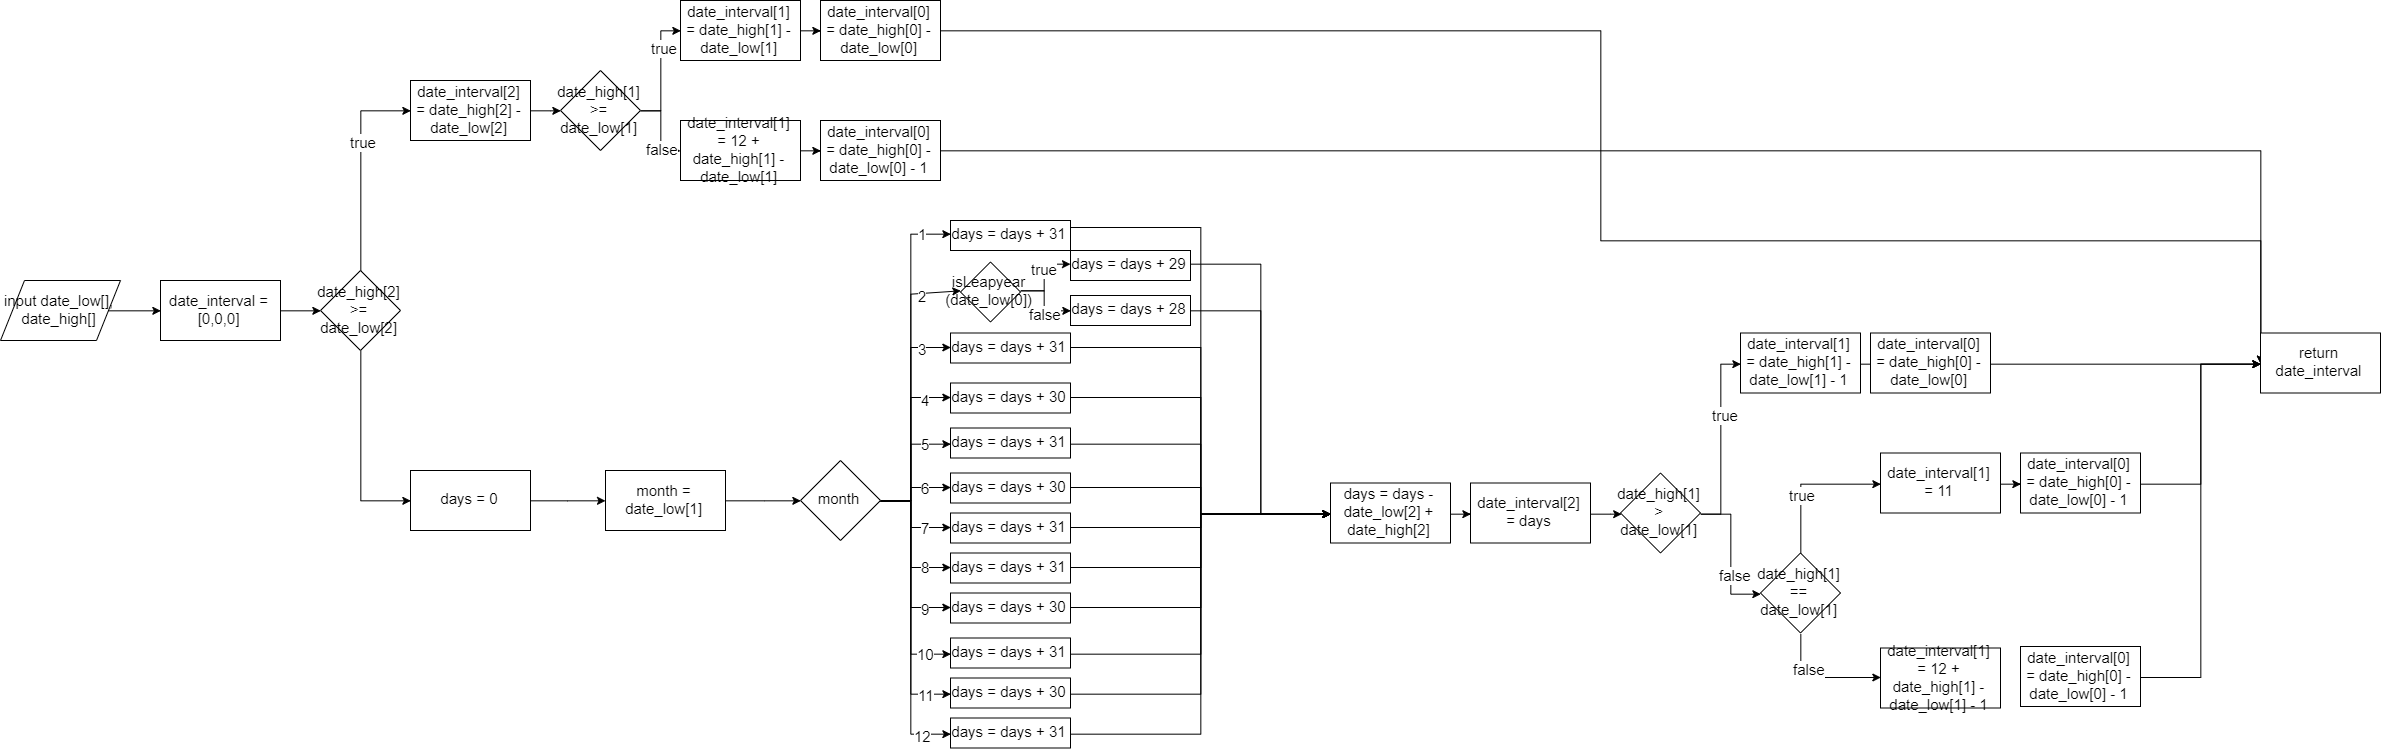 input date_low[],
date_high[]
date_interval =
[0,0,0]
date_high[2]
>=
date_low[2]
true
date_interval[2]
= date_high[2] -
date_low[2]
date_high[1]
>=
date_low[1]
true
date_interval[1]
= date_high[1] -
date_low[1]
date_interval[0]
= date_high[0] -
date_low[0]
false
date_interval[1]
= 12 +
date_high[1] -
date_low[1]
date_interval[0]
= date_high[0] -
date_low[0] - 1
days = 0
month =
date_low[1]
month
1
days = days + 31
2
isLeapyear
(date_low[0])
true
days = days + 29
false
days = days + 28
3
days = days + 31
4
days = days + 30
5
days = days + 31
6
days = days + 30
7
days = days + 31
8
days = days + 31
9
days = days + 30
10
days = days + 31
11
days = days + 30
12
days = days + 31
days = days -
date_low[2] +
date_high[2]
date_interval[2]
= days
date_high[1]
>
date_low[1]
true
date_interval[1]
= date_high[1] -
date_low[1] - 1
date_interval[0]
= date_high[0] -
date_low[0]
false
date_high[1]
==
date_low[1]
true
date_interval[1]
= 11
date_interval[0]
= date_high[0] -
date_low[0] - 1
false
date_interval[1]
= 12 +
date_high[1] -
date_low[1] - 1
date_interval[0]
= date_high[0] -
date_low[0] - 1
return
date_interval